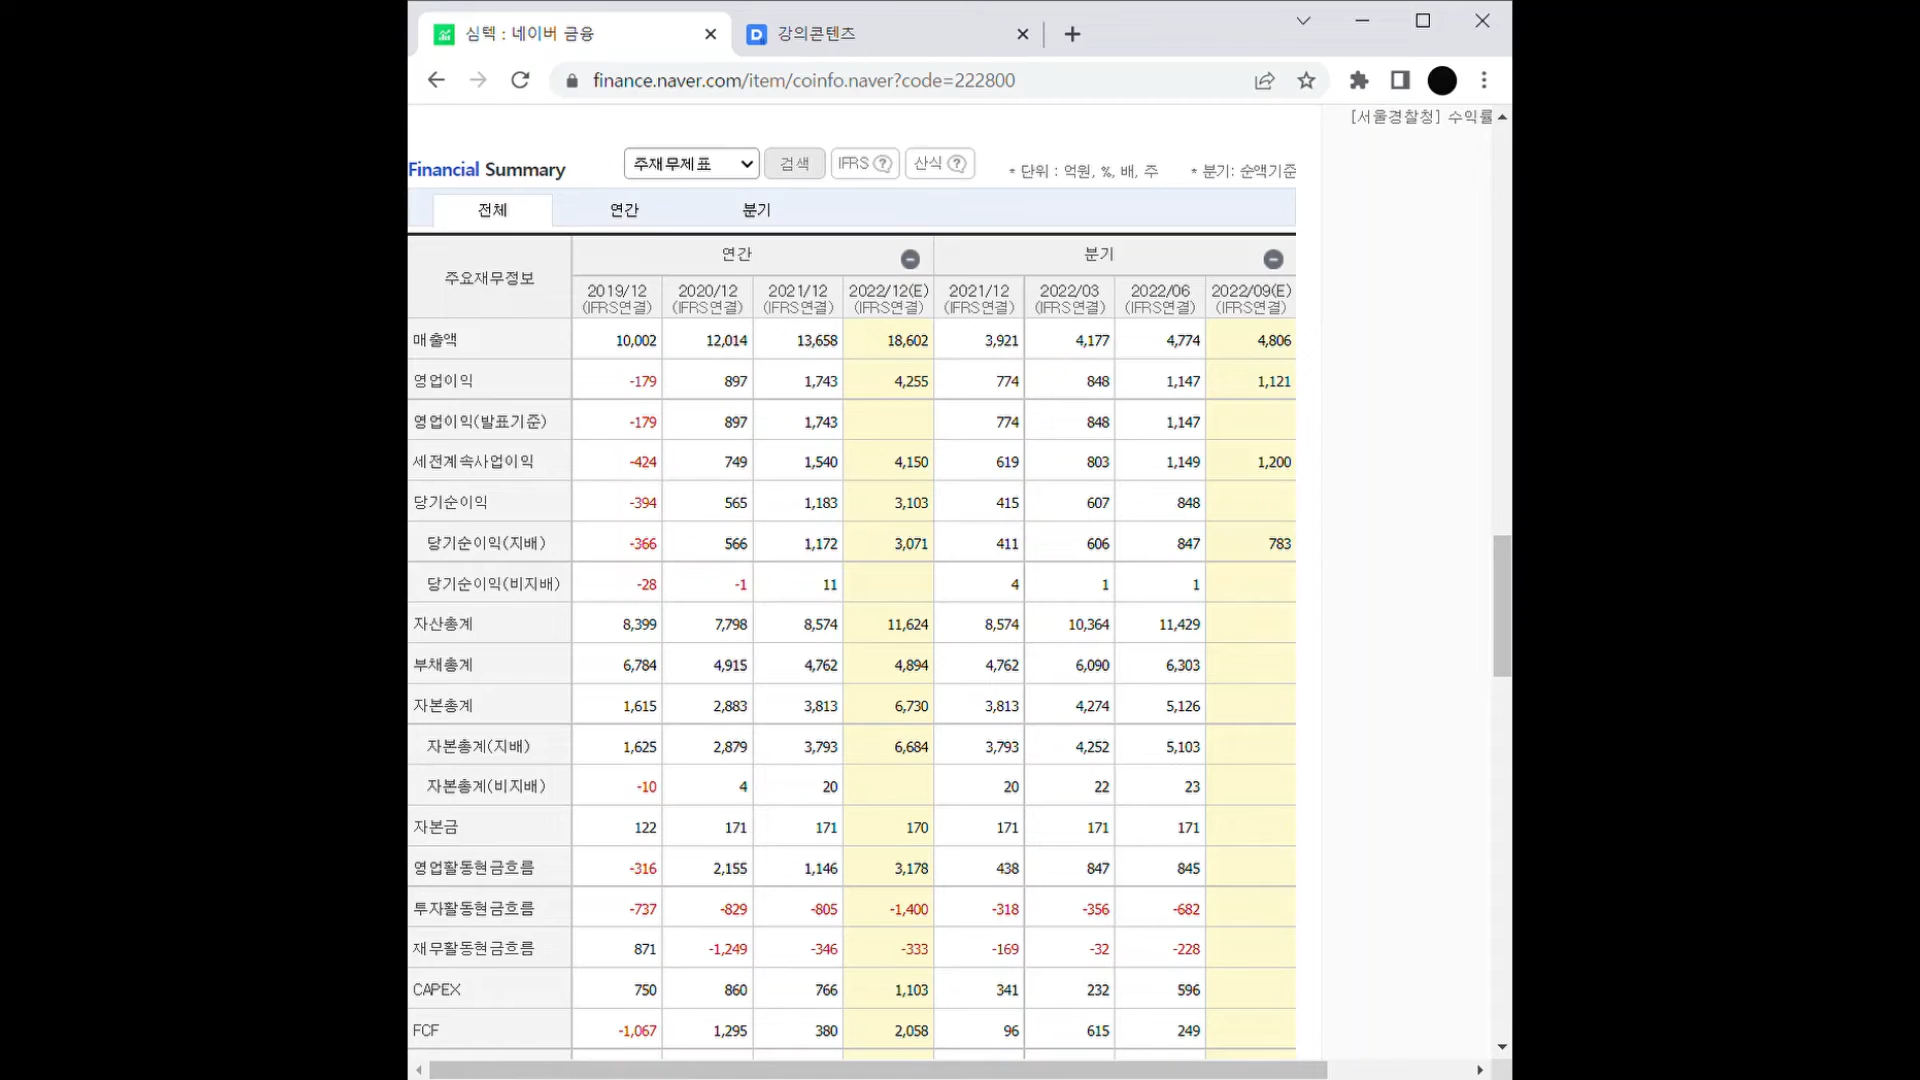 심텍 : 네이버 금융
강의콘텐츠
finance.naver.com/item/coinfo.naver?code=222800
[서울경찰청] 수익률
Financial Summary
주재무제표
검색
IFRS ?
산식 ?
* 단위 : 억원, %, 배, 주
* 분기: 순액기준
전체 연간 분기
주요재무정보 연간 분기
2019/12 2020/12 2021/12 2022/12(E) 2021/12 2022/03 2022/06 2022/09(E)
(IFRS연결) (IFRS연결) (IFRS연결) (IFRS연결) (IFRS연결) (IFRS연결) (IFRS연결) (IFRS연결)
매출액 10,002 12,014 13,658 18,602 3,921 4,177 4,774 4,806
영업이익 -179 897 1,743 4,255 774 848 1,147 1,121
영업이익(발표기준) -179 897 1,743 774 848 1,147
세전계속사업이익 -424 749 1,540 4,150 619 803 1,149 1,200
당기순이익 -394 565 1,183 3,103 415 607 848
당기순이익(지배) -366 566 1,172 3,071 411 606 847 783
당기순이익(비지배) -28 -1 11 4 1 1
자산총계 8,399 7,798 8,574 11,624 8,574 10,364 11,429
부채총계 6,784 4,915 4,762 4,894 4,762 6,090 6,303
자본총계 1,615 2,883 3,813 6,730 3,813 4,274 5,126
자본총계(지배) 1,625 2,879 3,793 6,684 3,793 4,252 5,103
자본총계(비지배) -10 4 20 20 22 23
자본금 122 171 171 170 171 171 171
영업활동현금흐름 -316 2,155 1,146 3,178 438 847 845
투자활동현금흐름 -737 -829 -805 -1,400 -318 -356 -682
재무활동현금흐름 871 -1,249 -346 -333 -169 -32 -228
CAPEX 750 860 766 1,103 341 232 596
FCF -1,067 1,295 380 2,058 96 615 249